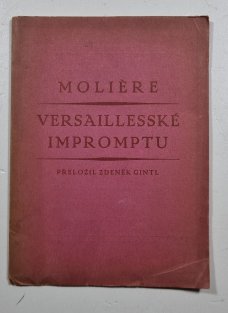 MOLIÈRE
VERSAILLESSKÉ
IMPROMPTU
PŘELOŽIL ZDENĚK GINTL